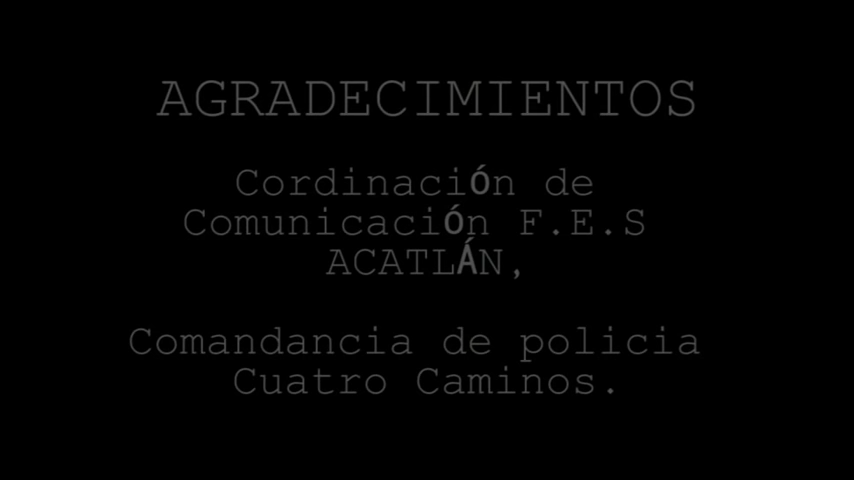 AGRADECIMIENTOS
Cordinación de
Comunicación F.E.S
ACATLÁN,
Comandancia de policia
Cuatro Caminos.